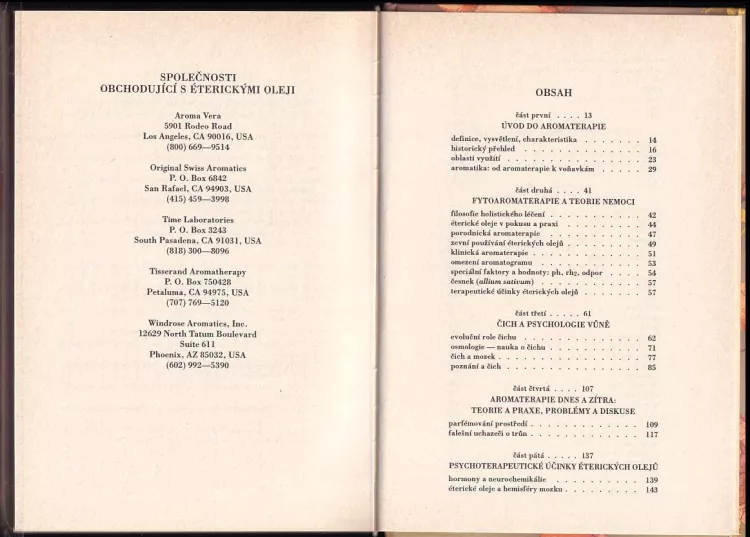 SPOLEČNOSTI
OBCHODUJÍCÍ S ÉTERICKÝMI OLEJI
Aroma Vera
5901 Rodeo Road
Los Angeles, CA 90016, USA
(800) 669—9514
Original Swiss Aromatics
P. O. Box 6842
San Rafael, CA 94903, USA
(415) 459—3998
Time Laboratories
P. O. Box 3243
South Pasadena, CA 91031, USA
(818) 300—8096
Tisserand Aromatherapy
P. O. Box 750428
Petaluma, CA 94975, USA
(707) 769—5120
Windrose Aromatics, Inc.
12629 North Tatum Boulevard
Suite 611
Phoenix, AZ 85032, USA
(602) 992—5390
OBSAH
část první . . . . 13
ÚVOD DO AROMATERAPIE
definice, vysvětlení, charakteristika . . . . . . . 14
historický přehled . . . . . . . . . . . . . 16
oblasti využití . . . . . . . . . . . . . . 23
aromatika: od aromaterapie k voňavkám . . . . . 29
část druhá . . . . 41
FYTOAROMATERAPIE A TEORIE NEMOCI
filosofie holistického léčení . . . . . . . . . . 42
éterické oleje v pokusu a praxi . . . . . . . . . 44
porodnická aromaterapie . . . . . . . . . . . 47
zevní používání éterických olejů . . . . . . . . . 49
klinická aromaterapie . . . . . . . . . . . . 51
omezení aromatogramu . . . . . . . . . . . 53
speciální faktory a hodnoty: ph, rh2, odpor . . . . 54
česnek (allium sativum) . . . . . . . . . . . 57
terapeutické účinky éterických olejů . . . . . . . 57
část třetí . . . . . 61
ČICH A PSYCHOLOGIE VŮNĚ
evoluční role čichu . . . . . . . . . . . . . 62
osmologie — nauka o čichu . . . . . . . . . . 71
čich a mozek . . . . . . . . . . . . . . . 77
poznání a čich . . . . . . . . . . . . . . 85
část čtvrtá . . . . 107
AROMATERAPIE DNES A ZÍTRA:
TEORIE A PRAXE, PROBLÉMY A DISKUSE
parfémování prostředí . . . . . . . . . . . . 109
falešní uchazeči o trůn . . . . . . . . . . . . 117
část pátá . . . . . 137
PSYCHOTERAPEUTICKÉ ÚČINKY ÉTERICKÝCH OLEJŮ
hormony a neurochemikálie . . . . . . . . . . 139
éterické oleje a hemisféry mozku . . . . . . . . 143